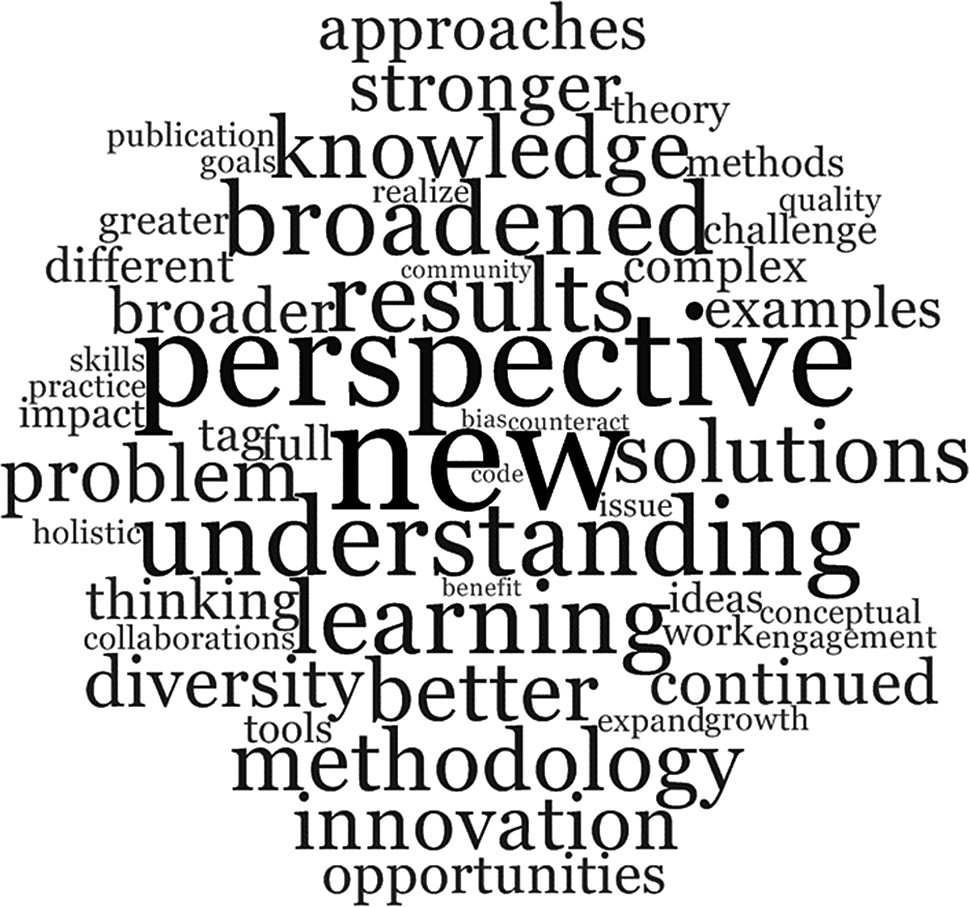 approaches
stronger
theory
publication
knowledge
goals
methods
realize
quality
greater
broadened
challenge
different
community
complex
broader
results
•examples
skills
perspective
practice
impact
bias
counteract
tag
full
new
solutions
problem
code
issue
holistic
understanding
benefit
thinking
learning
ideas
conceptual
collaborations
work
engagement
diversity
better
continued
tools
expand
growth
methodology
innovation
opportunities